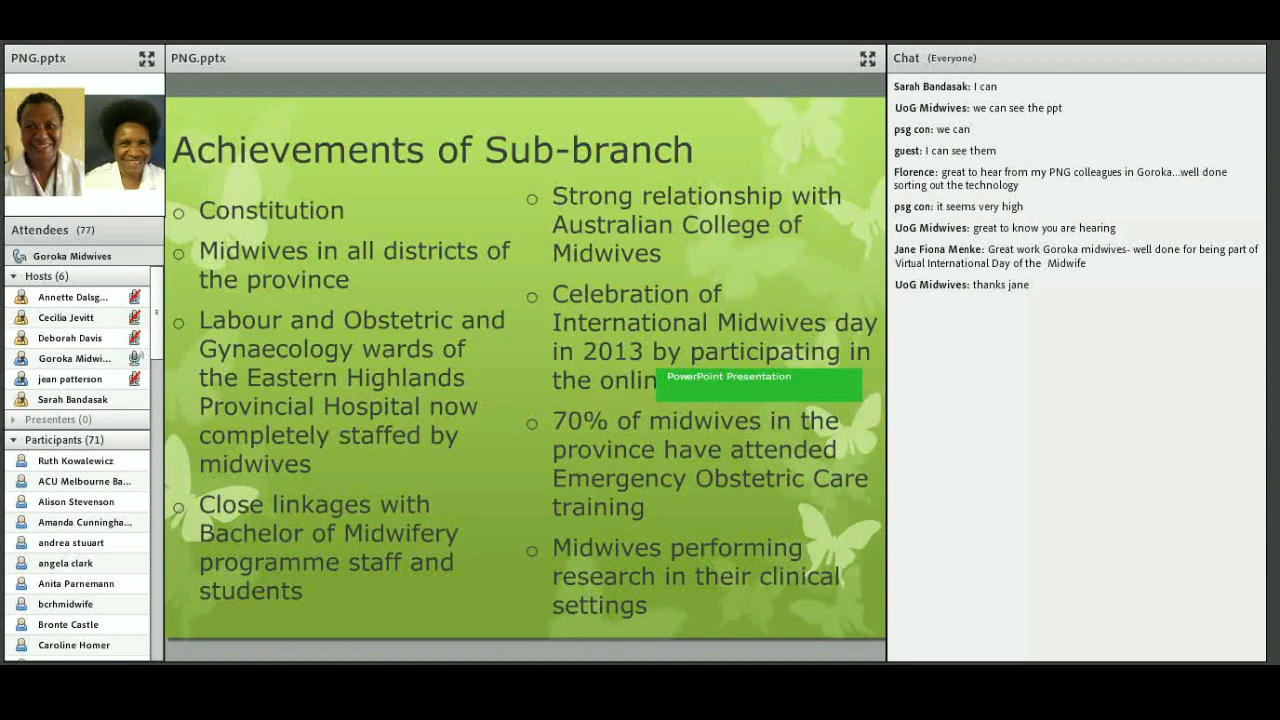 PNG.pptx
Attendees (77)
Goroka Midwives
Hosts (6)
Annette Dalsg...
Cecilia Jevitt
Deborah Davis
Goroka Midwi...
jean patterson
Sarah Bandasak
Presenters (0)
Participants (71)
Ruth Kowalewicz
ACU Melbourne Ba...
Alison Stevenson
Amanda Cunningha...
andrea stuuart
angela clark
Anita Parnemann
bcrhmidwife
Bronte Castle
Caroline Homer
PNG.pptx
Achievements of Sub-branch
o Constitution
o Midwives in all districts of
the province
o Labour and Obstetric and
Gynaecology wards of
the Eastern Highlands
Provincial Hospital now
completely staffed by
midwives
o Close linkages with
Bachelor of Midwifery
programme staff and
students
o Strong relationship with
Australian College of
Midwives
o Celebration of
International Midwives day
in 2013 by participating in
the onlin
PowerPoint Presentation
o 70% of midwives in the
province have attended
Emergency Obstetric Care
training
o Midwives performing
research in their clinical
settings
Chat (Everyone)
Sarah Bandasak: I can
UoG Midwives: we can see the ppt
psg con: we can
guest: I can see them
Florence: great to hear from my PNG colleagues in Goroka...well done
sorting out the technology
psg con: it seems very high
UoG Midwives: great to know you are hearing
Jane Fiona Menke: Great work Goroka midwives- well done for being part of
Virtual International Day of the Midwife
UoG Midwives: thanks jane